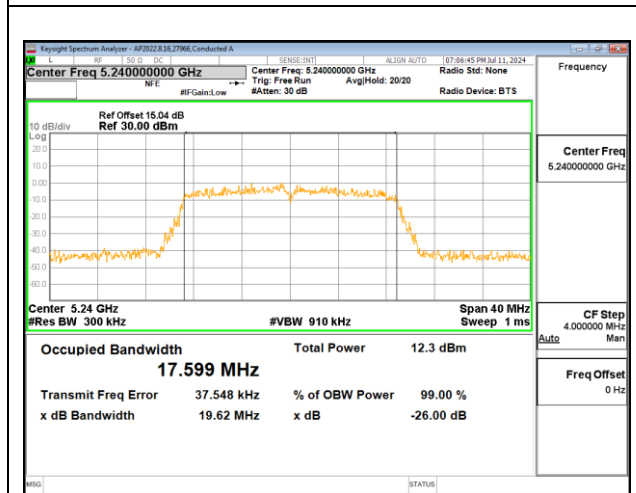 Keysight Spectrum Analyzer - AP2022.8.16,27966,Conducted A
L RF 50 Ω DC SENSE:INT ALIGN AUTO 07:06:45 PM Jul 11, 2024
Center Freq 5.240000000 GHz Center Freq: 5.240000000 GHz Radio Std: None
NFE Trig: Free Run Avg|Hold: 20/20
#IFGain:Low #Atten: 30 dB Radio Device: BTS
Frequency
Ref Offset 15.04 dB
10 dB/div Ref 30.00 dBm
Log
20.0
10.0
0.00
-10.0
-20.0
-30.0
-40.0
-50.0
-60.0
Center 5.24 GHz Span 40 MHz
#Res BW 300 kHz #VBW 910 kHz Sweep 1 ms
Occupied Bandwidth Total Power 12.3 dBm
17.599 MHz
Transmit Freq Error 37.548 kHz % of OBW Power 99.00 %
x dB Bandwidth 19.62 MHz x dB -26.00 dB
Center Freq
5.240000000 GHz
CF Step
4.000000 MHz
Auto Man
Freq Offset
0 Hz
MSG STATUS